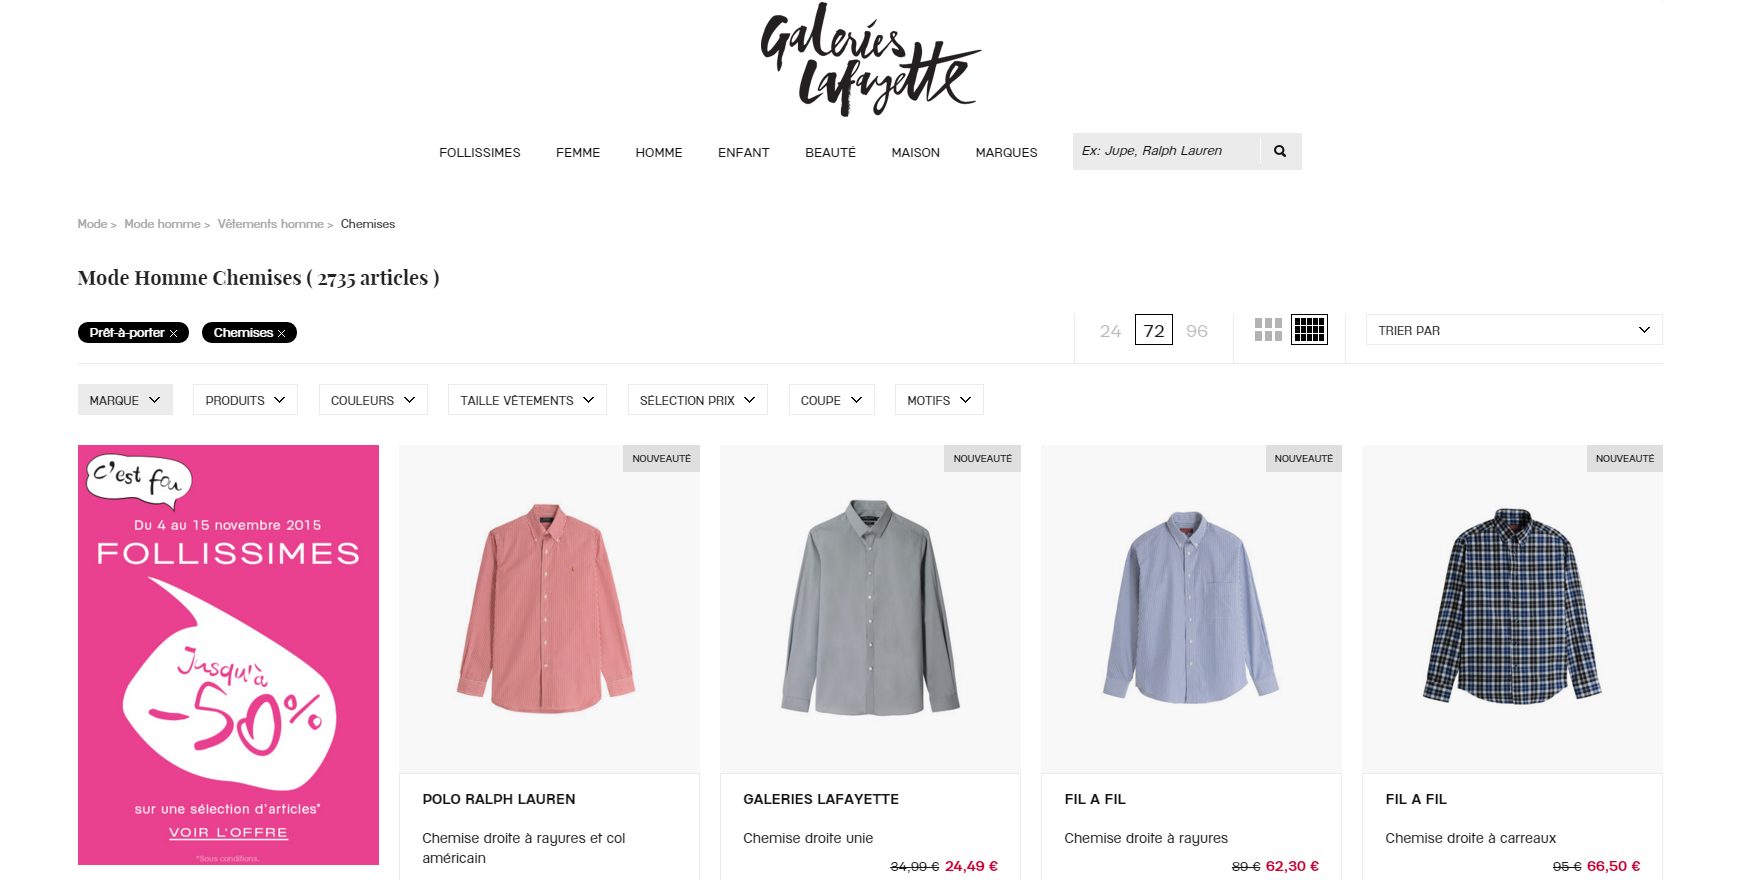 Galeries
Lafayette
FOLLISSIMES FEMME HOMME ENFANT BEAUTÉ MAISON MARQUES Ex: Jupe, Ralph Lauren
Mode > Mode homme > Vêtements homme > Chemises
Mode Homme Chemises ( 2735 articles )
Prêt-à-porter × Chemises × 24 72 96 TRIER PAR
MARQUE PRODUITS COULEURS TAILLE VÊTEMENTS SÉLECTION PRIX COUPE MOTIFS
C'est fou
Du 4 au 15 novembre 2015
FOLLISSIMES
Jusqu'à
-50%
sur une sélection d'articles*
VOIR L'OFFRE
*Sous conditions.
NOUVEAUTÉ
POLO RALPH LAUREN
Chemise droite à rayures et col
américain
NOUVEAUTÉ
GALERIES LAFAYETTE
Chemise droite unie
34,99 € 24,49 €
NOUVEAUTÉ
FIL A FIL
Chemise droite à rayures
89 € 62,30 €
NOUVEAUTÉ
FIL A FIL
Chemise droite à carreaux
95 € 66,50 €